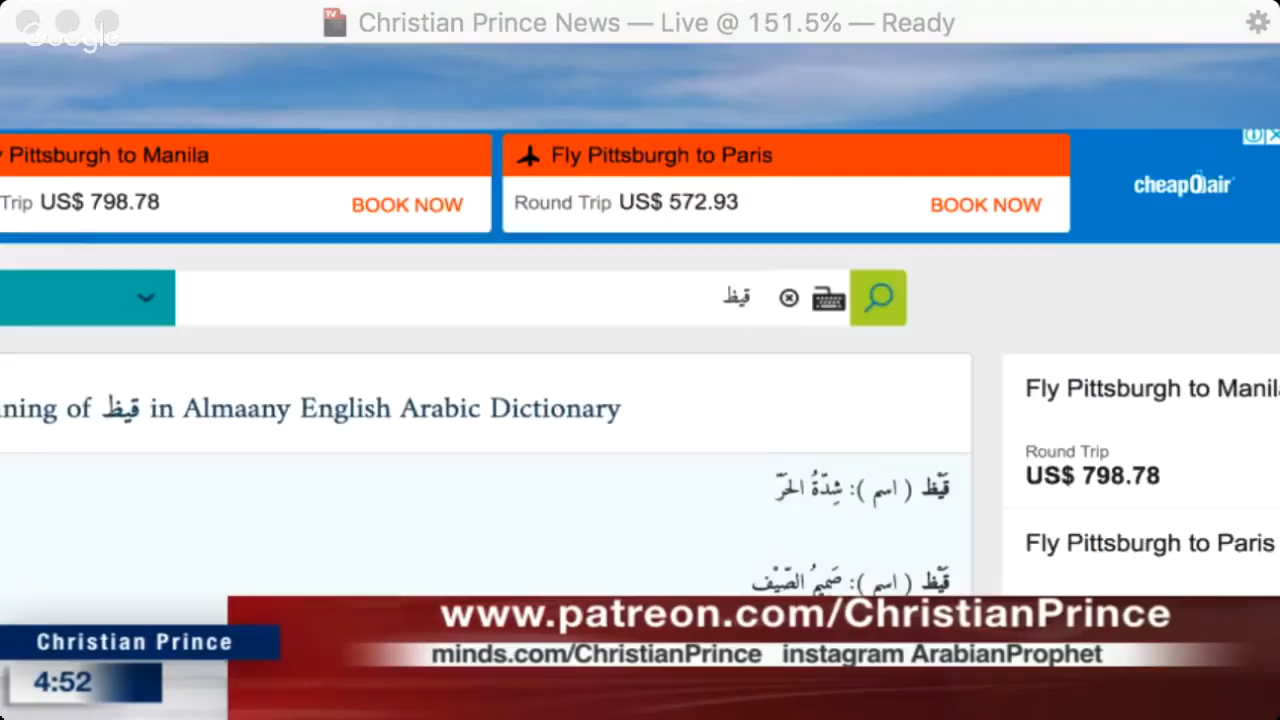 Christian Prince News — Live @ 151.5% — Ready
Google
Pittsburgh to Manila
Trip US$ 798.78
BOOK NOW
Fly Pittsburgh to Paris
Round Trip US$ 572.93
BOOK NOW
cheapOair
قيظ
ning of قيظ in Almaany English Arabic Dictionary
قَيْظ ( اسم ): شِدّةُ الحَرّ
قَيْظ ( اسم ): صَمِيمُ الصّيْف
Fly Pittsburgh to Manila
Round Trip
US$ 798.78
Fly Pittsburgh to Paris
www.patreon.com/ChristianPrince
minds.com/ChristianPrince instagram ArabianProphet
Christian Prince
4:52